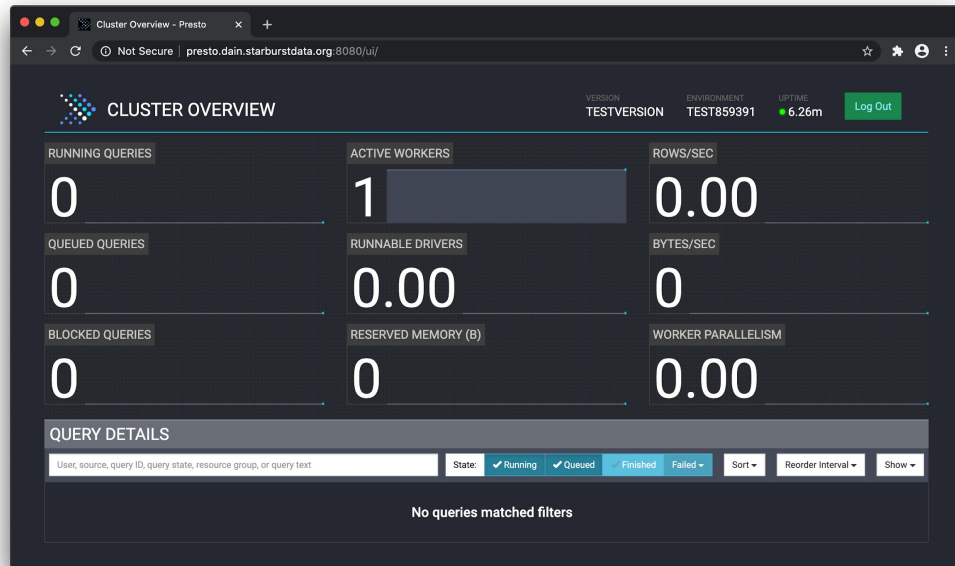 Cluster Overview - Presto
Not Secure | presto.dain.starburstdata.org:8080/ui/
CLUSTER OVERVIEW
VERSION
TESTVERSION
ENVIRONMENT
TEST859391
UPTIME
6.26m
Log Out
RUNNING QUERIES
0
ACTIVE WORKERS
1
ROWS/SEC
0.00
QUEUED QUERIES
0
RUNNABLE DRIVERS
0.00
BYTES/SEC
0
BLOCKED QUERIES
0
RESERVED MEMORY (B)
0
WORKER PARALLELISM
0.00
QUERY DETAILS
User, source, query ID, query state, resource group, or query text
State:
Running
Queued
Finished
Failed
Sort
Reorder Interval
Show
No queries matched filters